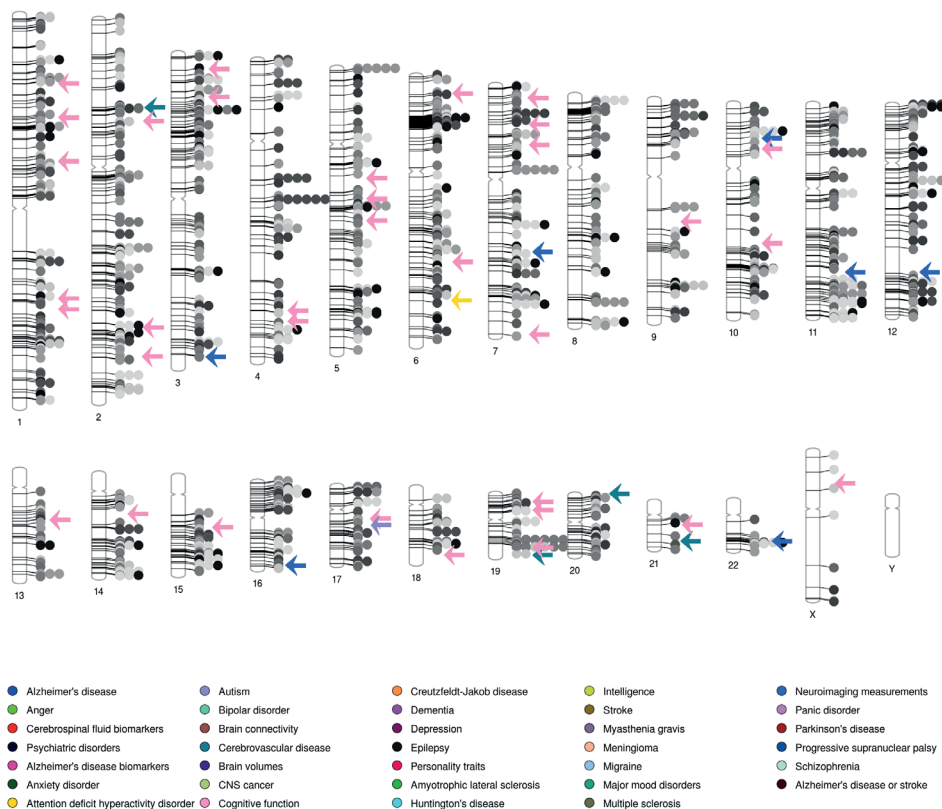 1
2
3
4
5
6
7
8
9
10
11
12
13
14
15
16
17
18
19
20
21
22
X
Y
Alzheimer's disease
Anger
Cerebrospinal fluid biomarkers
Psychiatric disorders
Alzheimer's disease biomarkers
Anxiety disorder
Attention deficit hyperactivity disorder
Autism
Bipolar disorder
Brain connectivity
Cerebrovascular disease
Brain volumes
CNS cancer
Cognitive function
Creutzfeldt-Jakob disease
Dementia
Depression
Epilepsy
Personality traits
Amyotrophic lateral sclerosis
Huntington's disease
Intelligence
Stroke
Myasthenia gravis
Meningioma
Migraine
Major mood disorders
Multiple sclerosis
Neuroimaging measurements
Panic disorder
Parkinson's disease
Progressive supranuclear palsy
Schizophrenia
Alzheimer's disease or stroke